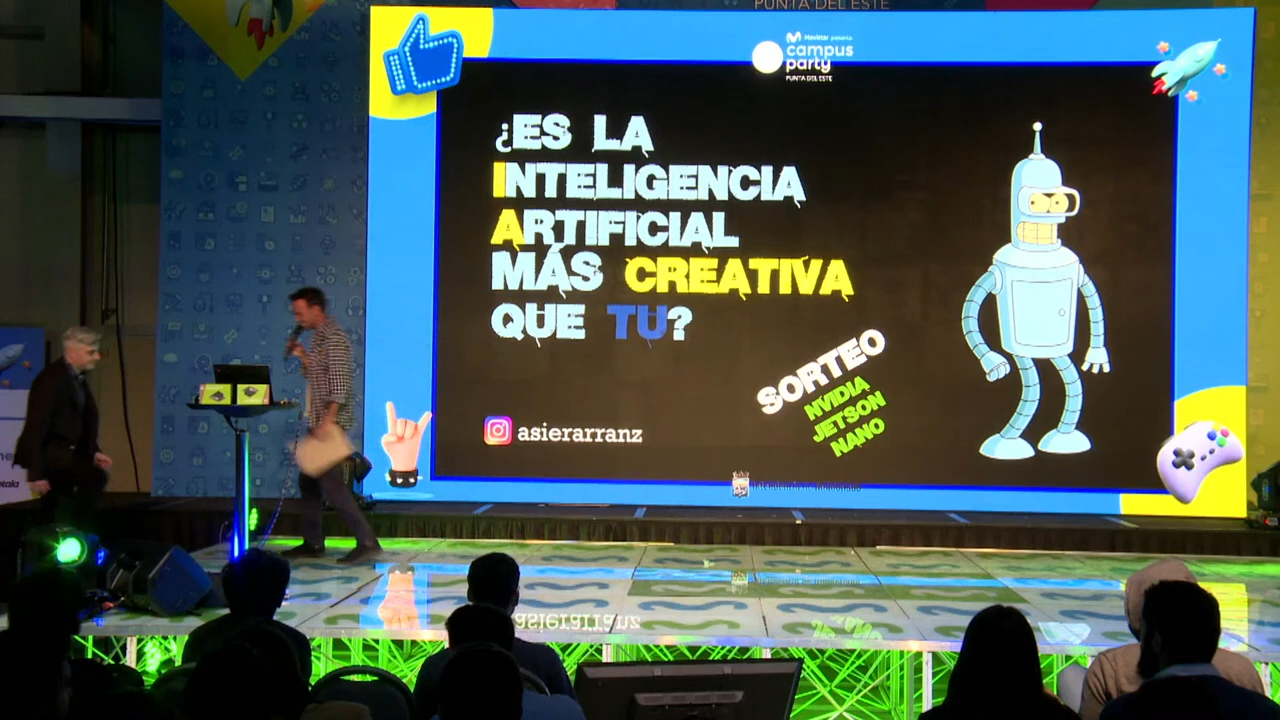 PUNTA DEL ESTE
Movistar presenta
campus
party
PUNTA DEL ESTE
¿ES LA
INTELIGENCIA
ARTIFICIAL
MÁS CREATIVA
QUE TU?
SORTEO
NVIDIA
JETSON
NANO
asierarranz